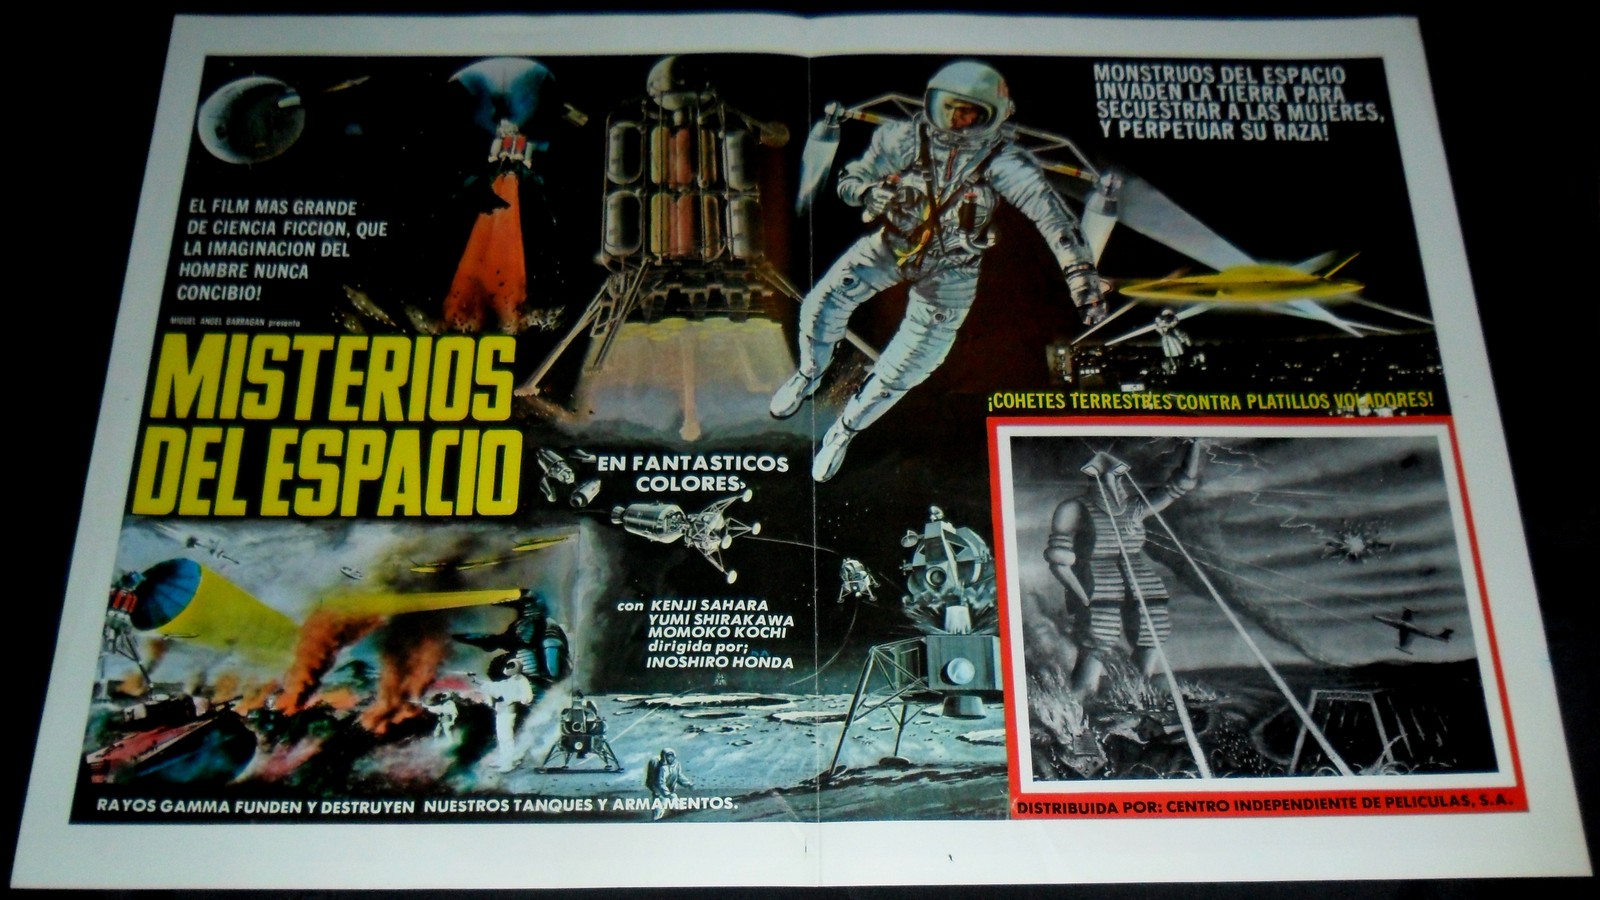 MONSTRUOS DEL ESPACIO
INVADEN LA TIERRA PARA
SECUESTRAR A LAS MUJERES,
Y PERPETUAR SU RAZA!
EL FILM MAS GRANDE
DE CIENCIA FICCION, QUE
LA IMAGINACION DEL
HOMBRE NUNCA
CONCIBIO!
MIGUEL ANGEL BARRAGAN presenta
MISTERIOS
DEL ESPACIO
¡COHETES TERRESTRES CONTRA PLATILLOS VOLADORES!
EN FANTASTICOS
COLORES
con KENJI SAHARA
YUMI SHIRAKAWA
MOMOKO KOCHI
dirigida por;
INOSHIRO HONDA
RAYOS GAMMA FUNDEN Y DESTRUYEN NUESTROS TANQUES Y ARMAMENTOS.
DISTRIBUIDA POR: CENTRO INDEPENDIENTE DE PELICULAS, S.A.